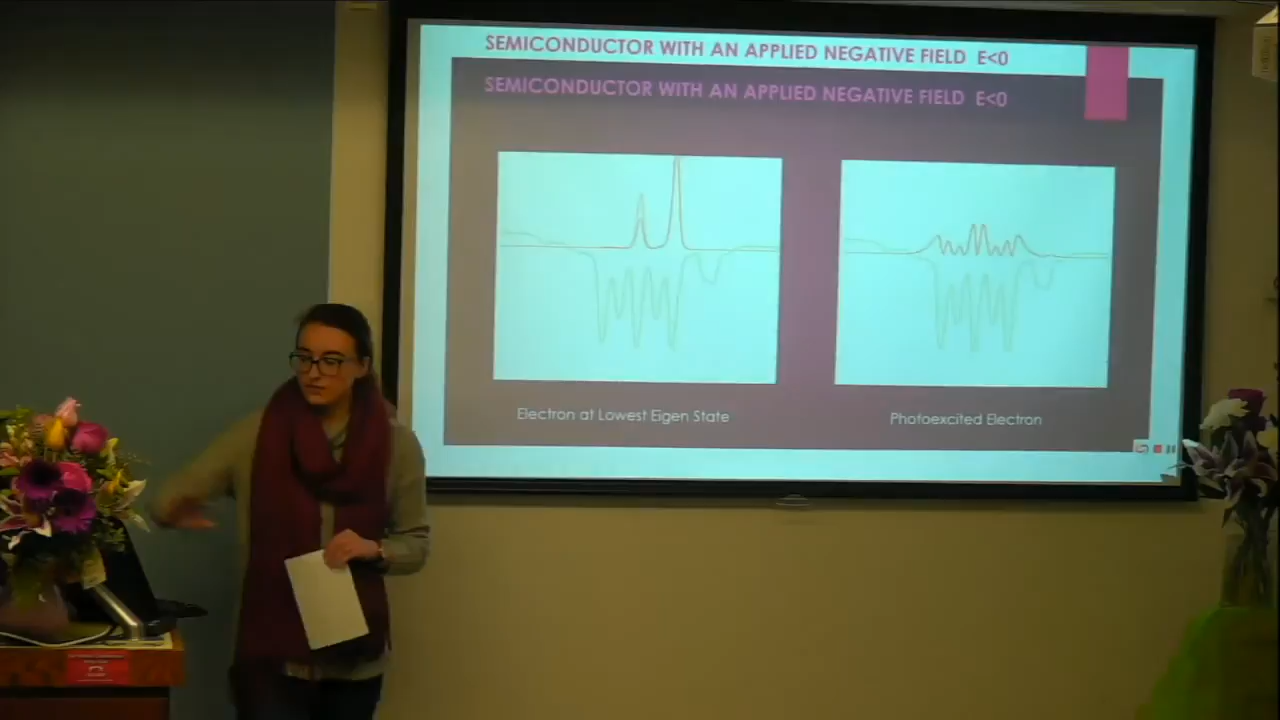 SEMICONDUCTOR WITH AN APPLIED NEGATIVE FIELD E<0
SEMICONDUCTOR WITH AN APPLIED NEGATIVE FIELD E<0
Electron at Lowest Eigen State
Photoexcited Electron